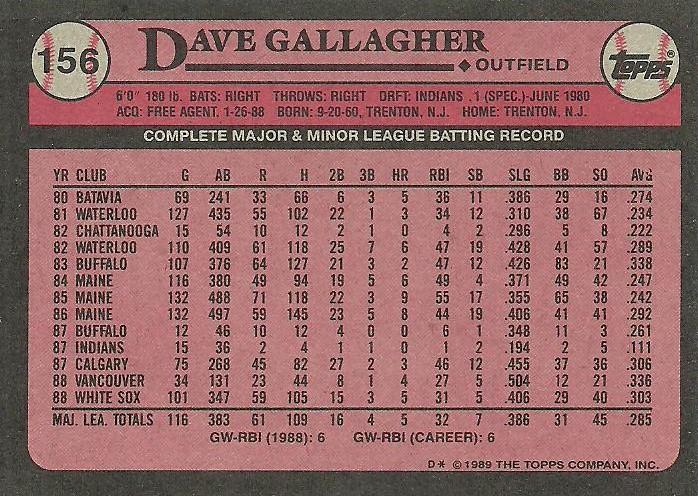 156 DAVE GALLAGHER
◆ OUTFIELD topps®
6'0" 180 lb. BATS: RIGHT THROWS: RIGHT DRFT: INDIANS .1 (SPEC.)-JUNE 1980
ACQ: FREE AGENT, 1-26-88 BORN: 9-20-60, TRENTON, N.J. HOME: TRENTON, N.J.
COMPLETE MAJOR & MINOR LEAGUE BATTING RECORD
YR CLUB G AB R H 2B 3B HR RBI SB SLG BB SO AVG
80 BATAVIA 69 241 33 66 6 3 5 36 11 .386 29 16 .274
81 WATERLOO 127 435 55 102 22 1 3 34 12 .310 38 67 .234
82 CHATTANOOGA 15 54 10 12 2 1 0 4 2 .296 5 8 .222
82 WATERLOO 110 409 61 118 25 7 6 47 19 .428 41 57 .289
83 BUFFALO 107 376 64 127 21 3 2 47 12 .426 83 21 .338
84 MAINE 116 380 49 94 19 5 6 49 4 .371 49 42 .247
85 MAINE 132 488 71 118 22 3 9 55 17 .355 65 38 .242
86 MAINE 132 497 59 145 23 5 8 44 19 .406 41 41 .292
87 BUFFALO 12 46 10 12 4 0 0 6 1 .348 11 3 .261
87 INDIANS 15 36 2 4 1 1 0 1 2 .194 2 5 .111
87 CALGARY 75 268 45 82 27 2 3 46 12 .455 37 36 .306
88 VANCOUVER 34 131 23 44 8 1 4 27 5 .504 12 21 .336
88 WHITE SOX 101 347 59 105 15 3 5 31 5 .406 29 40 .303
MAJ. LEA. TOTALS 116 383 61 109 16 4 5 32 7 .386 31 45 .285
GW-RBI (1988): 6 GW-RBI (CAREER): 6
D* © 1989 THE TOPPS COMPANY, INC.